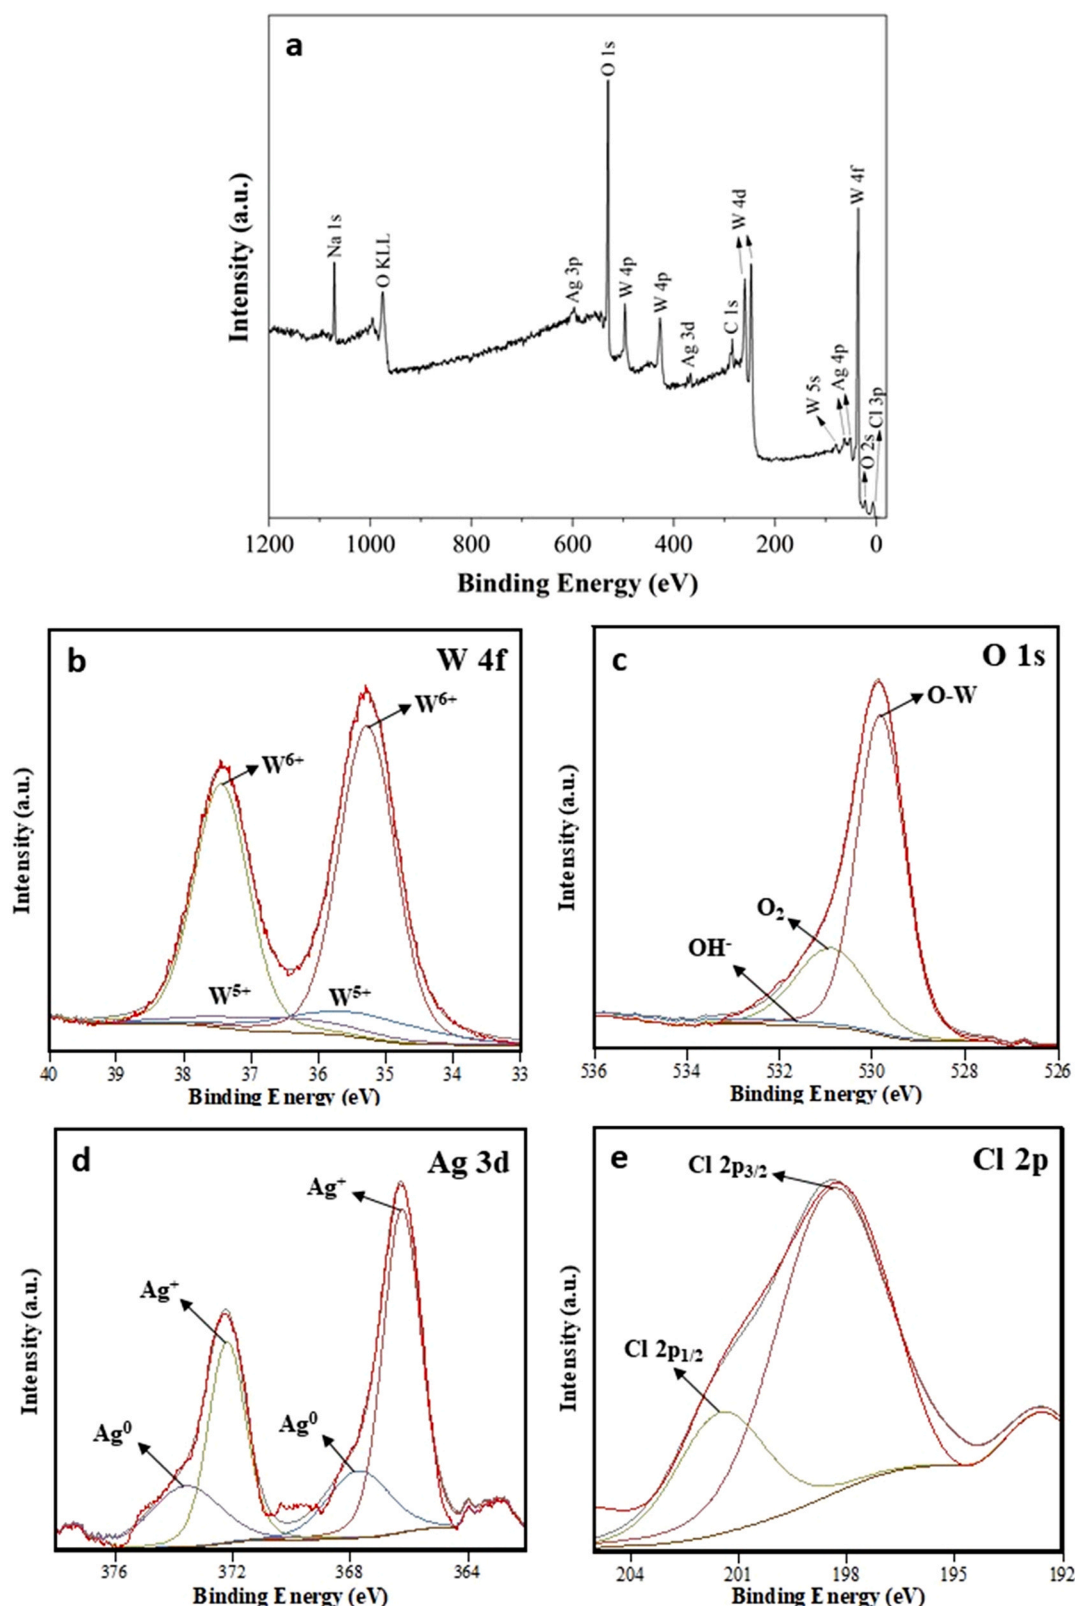 a
Intensity (a.u.)
Na 1s
O KLL
Ag 3p
O 1s
W 4p
W 4p
Ag 3d
C 1s
W 4d
W 5s
Ag 4p
W 4f
O 2s
Cl 3p
1200 1000 800 600 400 200 0
Binding Energy (eV)
b
W 4f
Intensity (a.u.)
W6+
W6+
W5+
W5+
40 39 38 37 36 35 34 33
Binding Energy (eV)
c
O 1s
Intensity (a.u.)
O-W
O2
OH-
536 534 532 530 528 526
Binding Energy (eV)
d
Ag 3d
Intensity (a.u.)
Ag+
Ag+
Ag0
Ag0
376 372 368 364
Binding Energy (eV)
e
Cl 2p
Intensity (a.u.)
Cl 2p3/2
Cl 2p1/2
204 201 198 195 192
Binding Energy (eV)